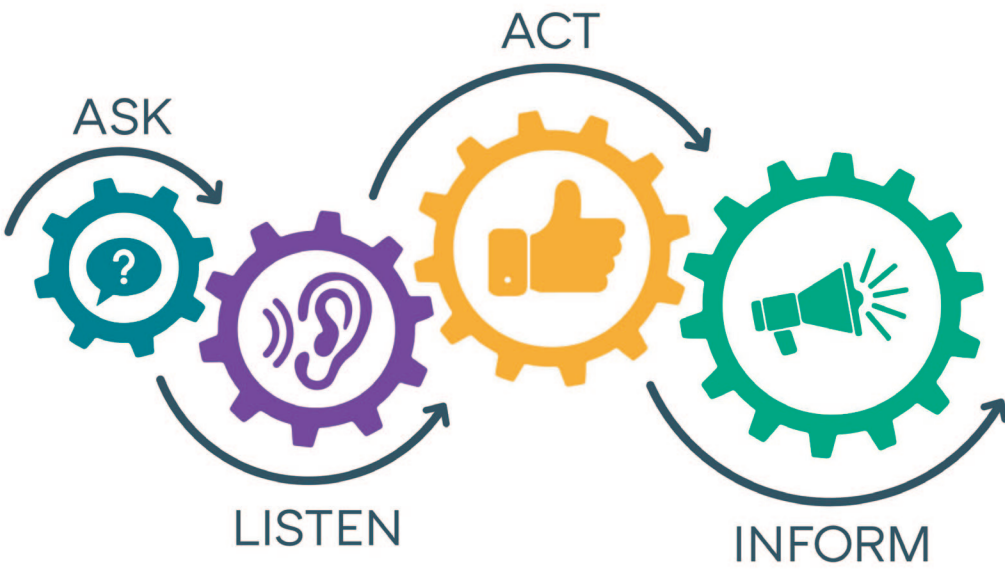 ASK
?
LISTEN
ACT
INFORM